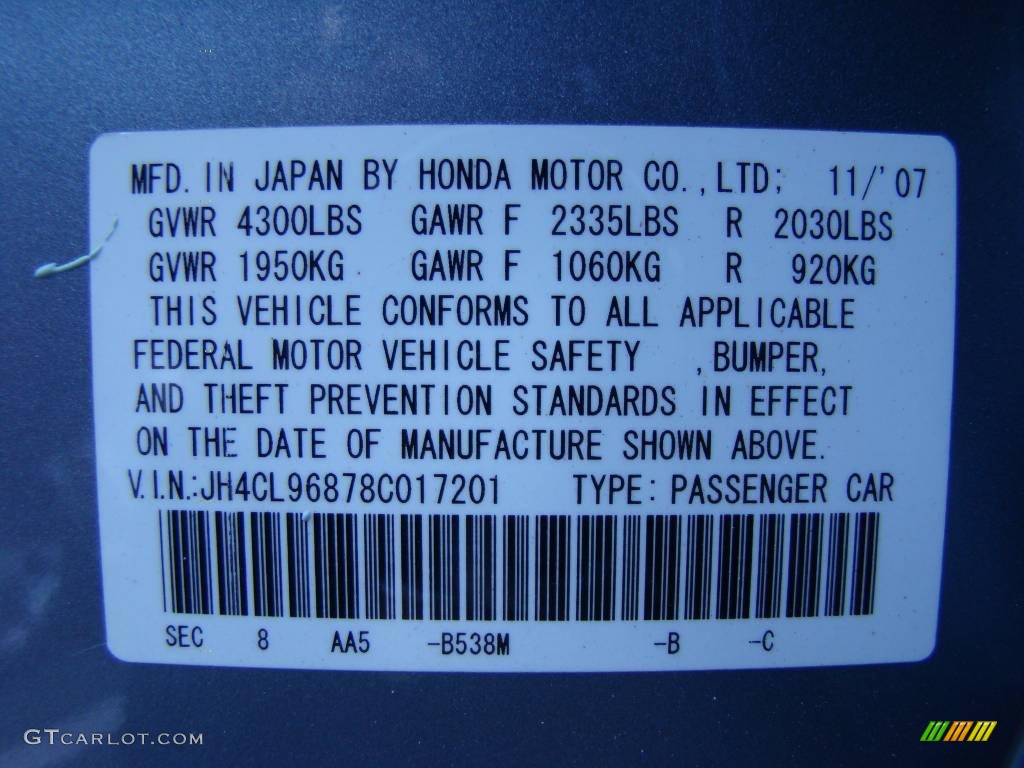 MFD. IN JAPAN BY HONDA MOTOR CO.,LTD; 11/'07
GVWR 4300LBS GAWR F 2335LBS R 2030LBS
GVWR 1950KG GAWR F 1060KG R 920KG
THIS VEHICLE CONFORMS TO ALL APPLICABLE
FEDERAL MOTOR VEHICLE SAFETY ,BUMPER,
AND THEFT PREVENTION STANDARDS IN EFFECT
ON THE DATE OF MANUFACTURE SHOWN ABOVE.
V.I.N.:JH4CL96878C017201 TYPE: PASSENGER CAR
SEC 8 AA5 -B538M -B -C
GTCARLOT.COM